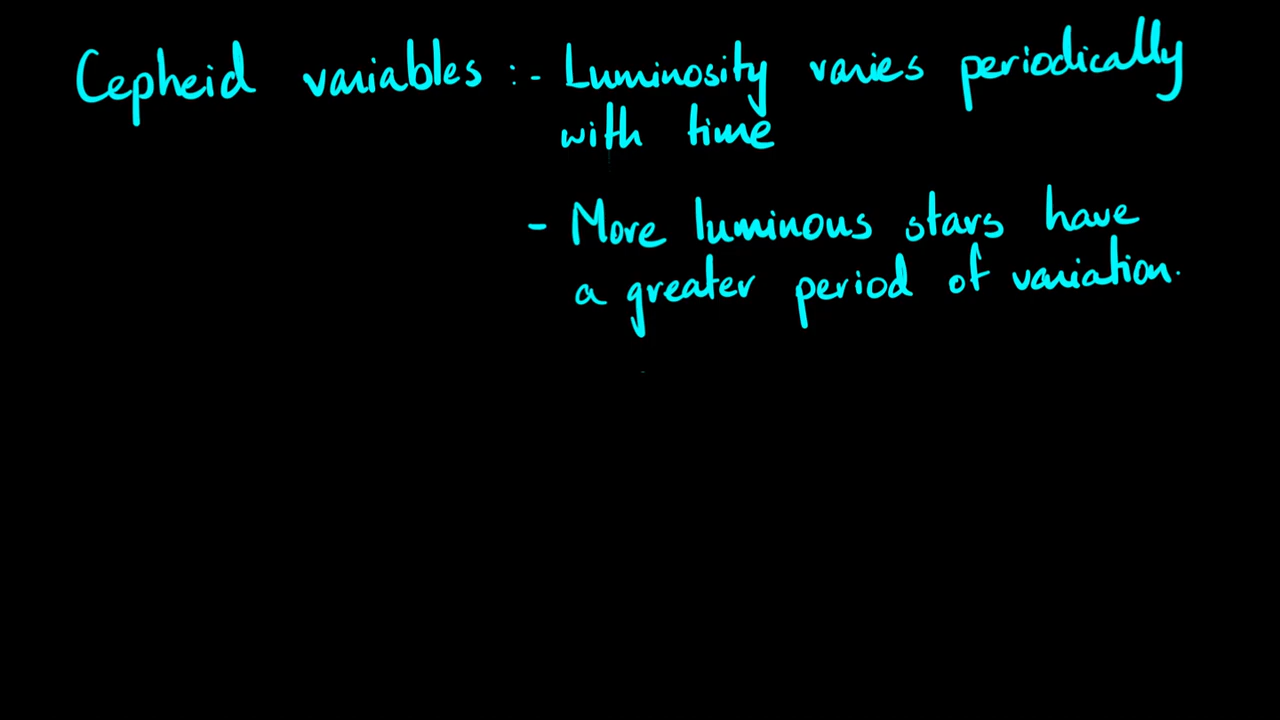 Cepheid variables :- Luminosity varies periodically
with time
- More luminous stars have
a greater period of variation.